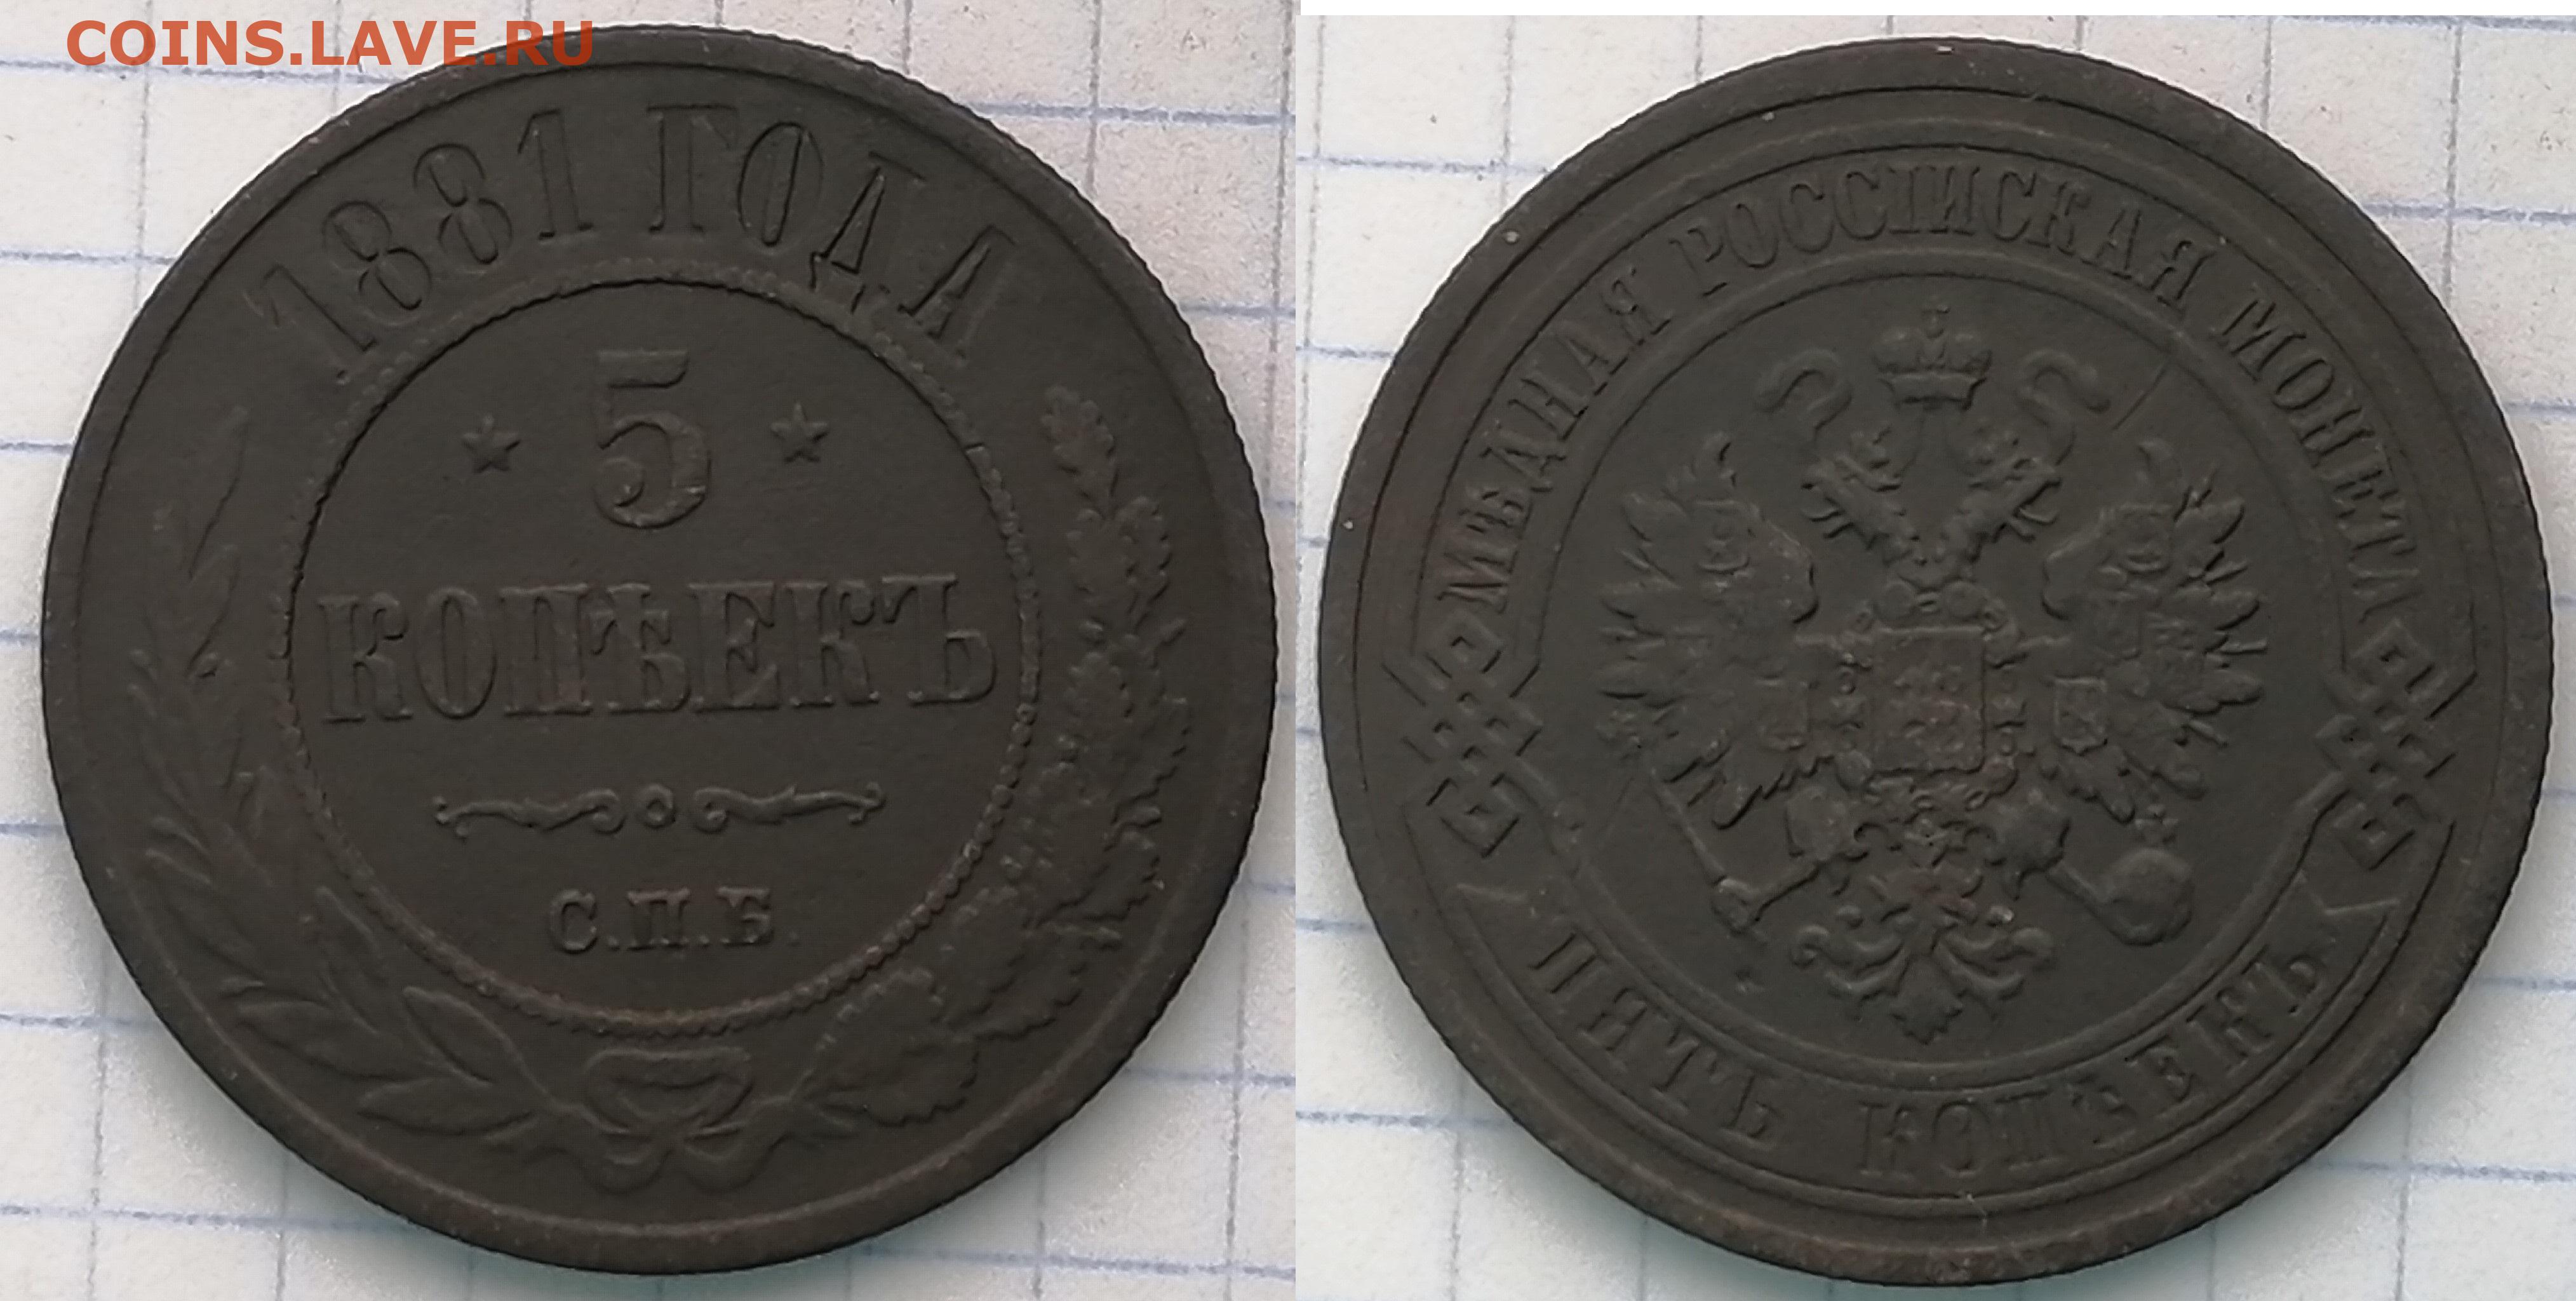 COINS.LAVE.RU
1881 ГОДА
5
КОПѢЕКЪ
С.П.Б.
МѢДНАЯ РОССІЙСКАЯ МОНЕТА
ПЯТЬ КОПѢЕКЪ